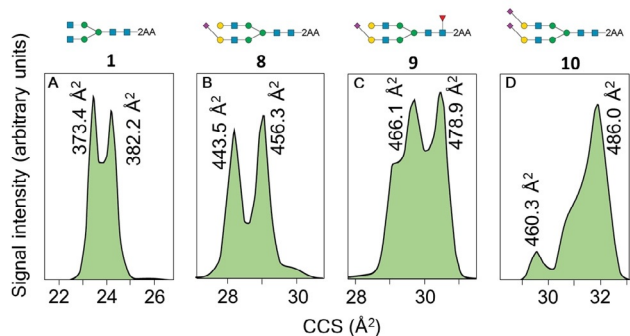 2AA 2AA 2AA 2AA
1 8 9 10
Signal intensity (arbitrary units)
A B C D
373.4 Å²
382.2 Å²
443.5 Å²
456.3 Å²
466.1 Å²
478.9 Å²
460.3 Å²
486.0 Å²
22 24 26 28 30 28 30 30 32
CCS (Å²)